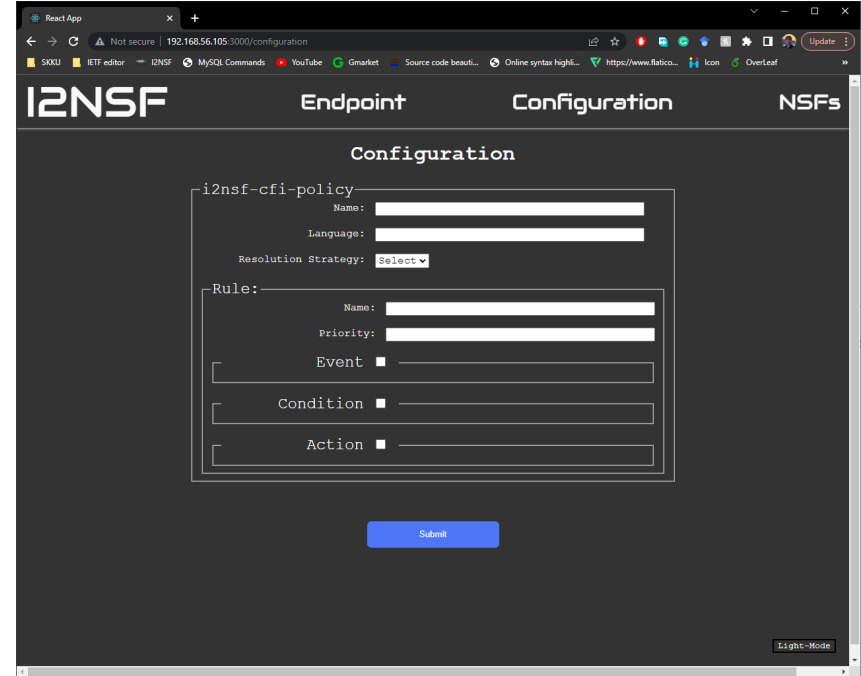 React App
Not secure | 192.168.56.105:3000/configuration
Update
SKKU IETF editor I2NSF MySQL Commands YouTube Gmarket Source code beauti... Online syntax highli... https://www.flatico... Icon OverLeaf »
I2NSF Endpoint Configuration NSFs
Configuration
i2nsf-cfi-policy
Name:
Language:
Resolution Strategy: Select
Rule:
Name:
Priority:
Event
Condition
Action
Submit
Light-Mode